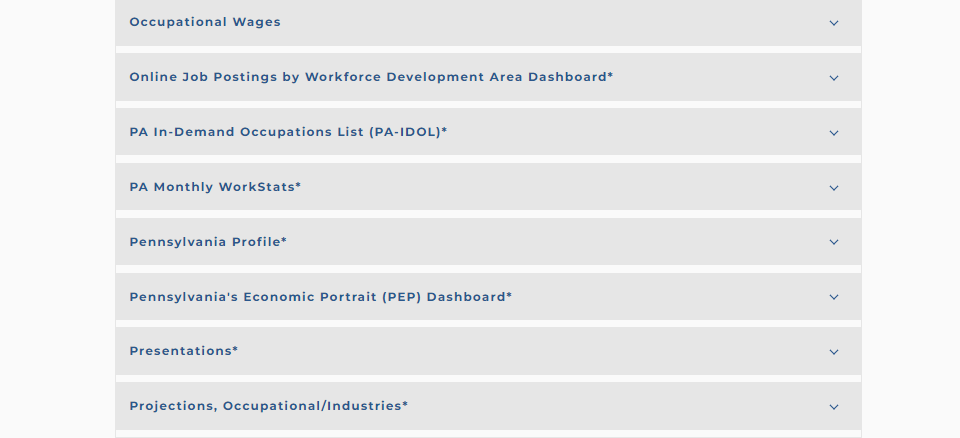 Occupational Wages
Online Job Postings by Workforce Development Area Dashboard*
PA In-Demand Occupations List (PA-IDOL)*
PA Monthly WorkStats*
Pennsylvania Profile*
Pennsylvania's Economic Portrait (PEP) Dashboard*
Presentations*
Projections, Occupational/Industries*